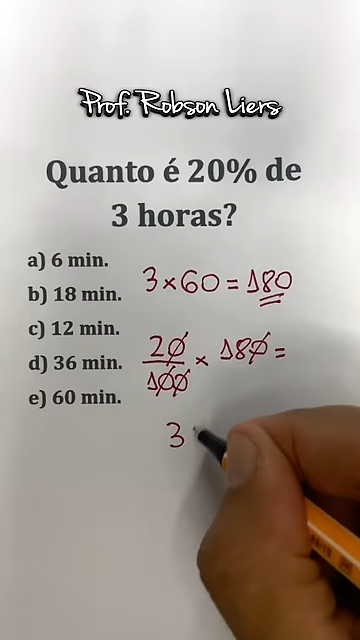 Prof. Robson Liers
Quanto é 20% de
3 horas?
a) 6 min.
b) 18 min.
c) 12 min.
d) 36 min.
e) 60 min.
3 × 60 = 180
20/100 × 180 =
3